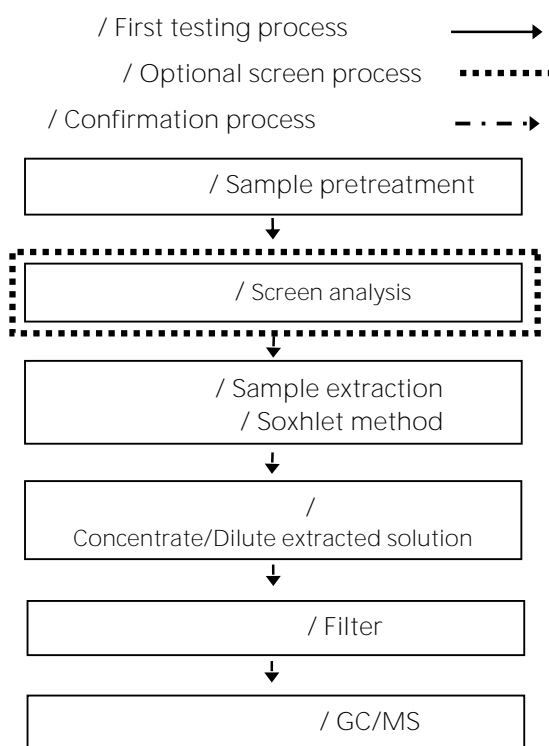 / First testing process
/ Optional screen process
/ Confirmation process
/ Sample pretreatment
/ Screen analysis
/ Sample extraction
/ Soxhlet method
/
Concentrate/Dilute extracted solution
/ Filter
/ GC/MS